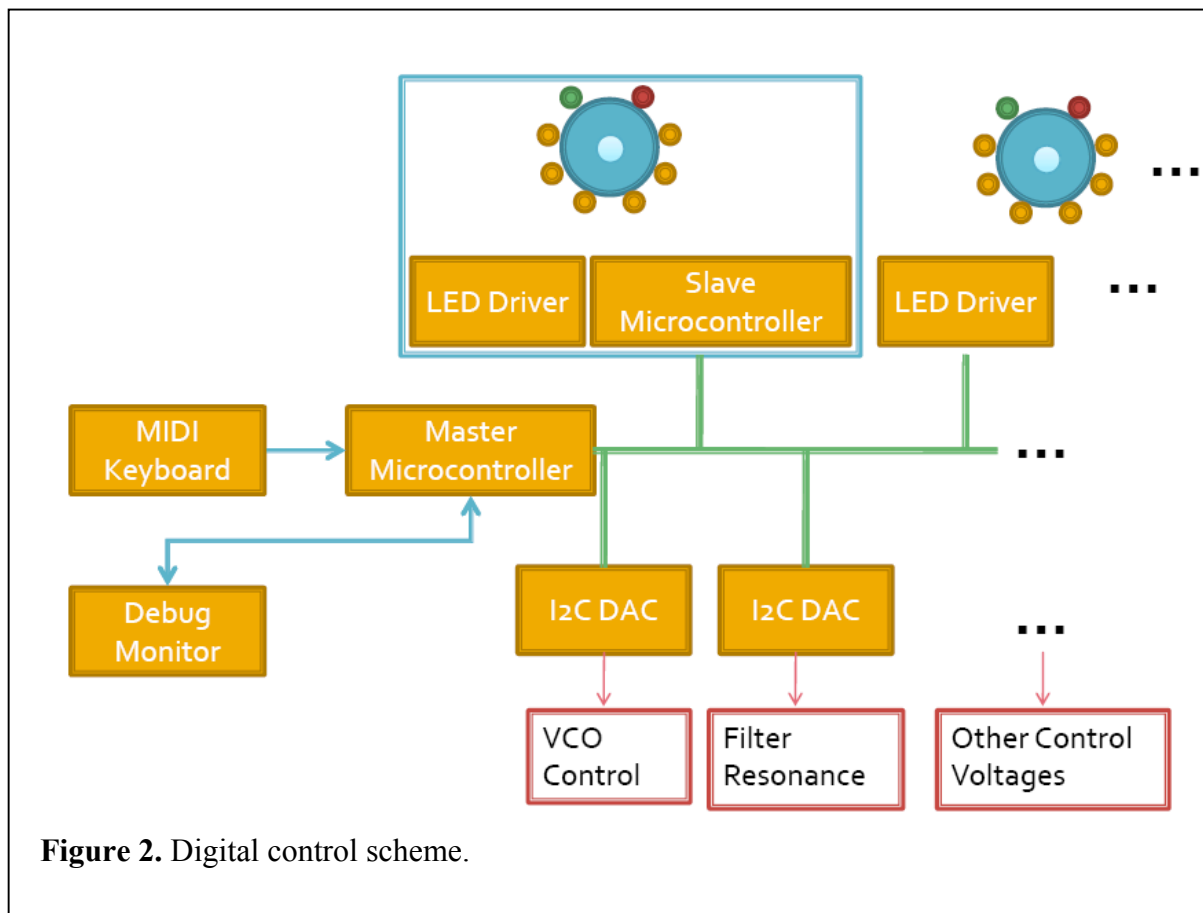 LED Driver
Slave
Microcontroller
LED Driver
...
...
MIDI
Keyboard
Master
Microcontroller
...
Debug
Monitor
I2C DAC
I2C DAC
...
VCO
Control
Filter
Resonance
Other Control
Voltages
Figure 2. Digital control scheme.